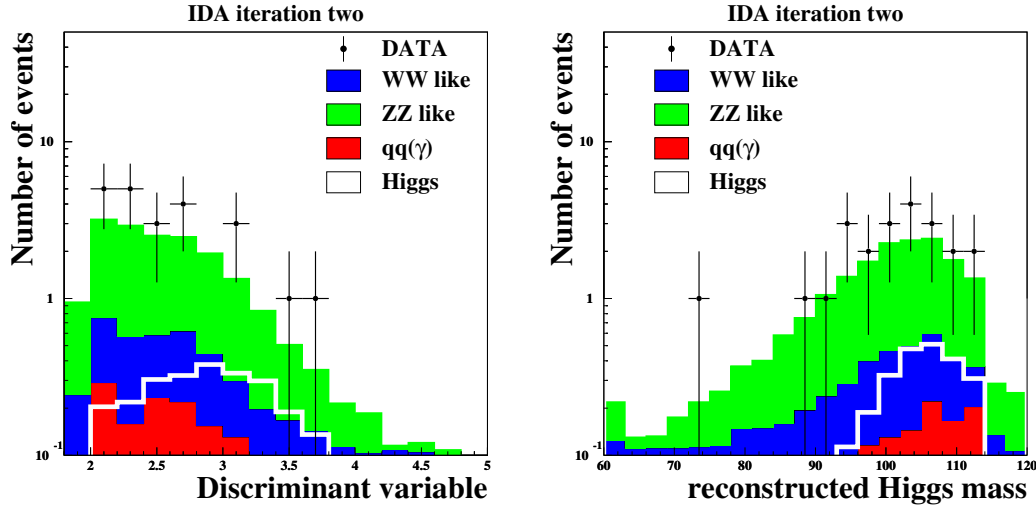 IDA iteration two
Number of events
10
1
10 -1
DATA
WW like
ZZ like
qq(γ)
Higgs
2 2.5 3 3.5 4 4.5 5
Discriminant variable
IDA iteration two
Number of events
10
1
10 -1
DATA
WW like
ZZ like
qq(γ)
Higgs
60 70 80 90 100 110 120
reconstructed Higgs mass